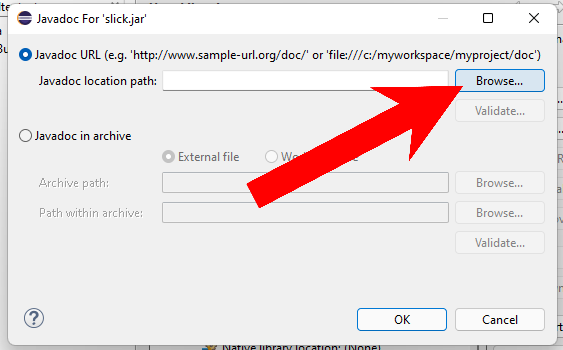 Javadoc For 'slick.jar'
Javadoc URL (e.g. 'http://www.sample-url.org/doc/' or 'file:///c:/myworkspace/myproject/doc')
Javadoc location path: Browse...
Validate...
Javadoc in archive
External file
Archive path: Browse...
Path within archive: Browse...
Validate...
? OK Cancel
Native library location: (None)